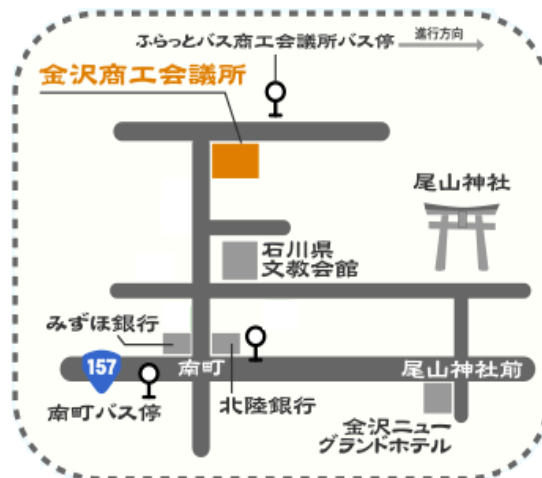 ふらっとバス商工会議所バス停
進行方向
金沢商工会議所
尾山神社
石川県
文教会館
みずほ銀行
157
南町
尾山神社前
南町バス停
北陸銀行
金沢ニュー
グランドホテル